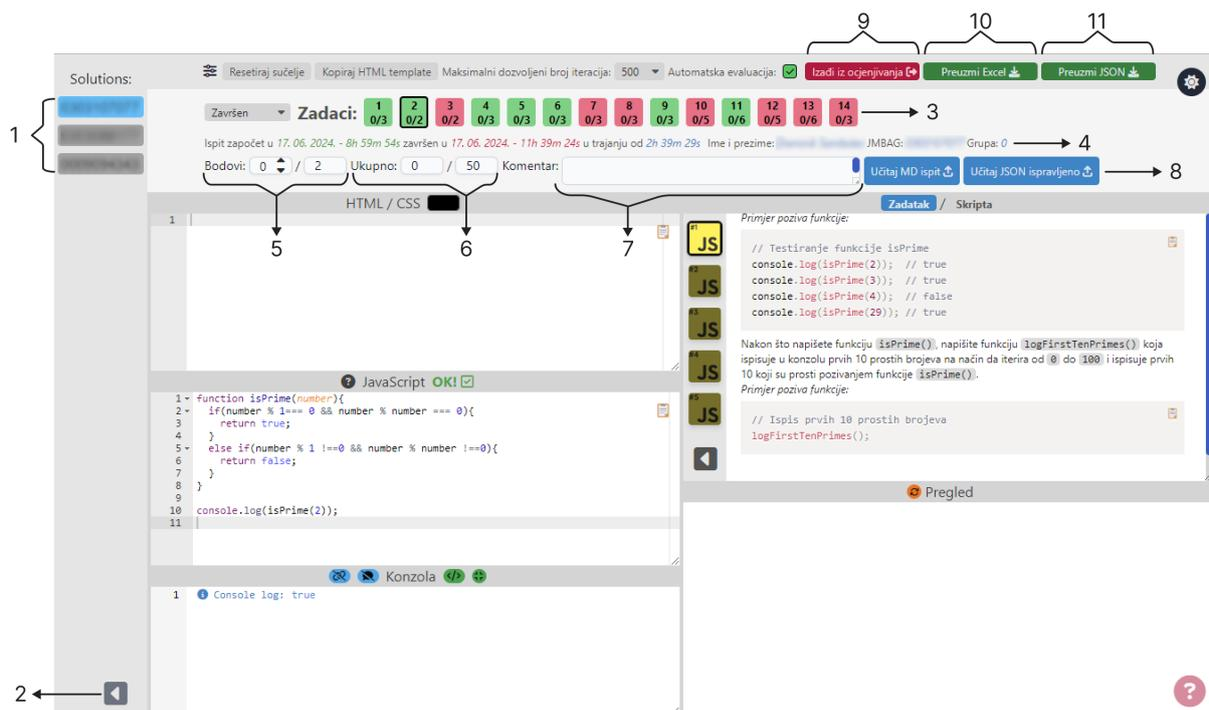 9 10 11
Solutions:
Resetiraj sučelje Kopiraj HTML template Maksimalni dozvoljeni broj iteracija: 500 Automatska evaluacija: Izađi iz ocjenjivanja Preuzmi Excel Preuzmi JSON
1
Završen Zadaci: 1 2 3 4 5 6 7 8 9 10 11 12 13 14
0/3 0/2 0/2 0/3 0/3 0/3 0/3 0/3 0/3 0/5 0/6 0/5 0/6 0/3
3
Ispit započet u 17. 06. 2024. - 8h 59m 54s završen u 17. 06. 2024. - 11h 39m 24s u trajanju od 2h 39m 29s Ime i prezime: JMBAG: Grupa: 0
4
Bodovi: 0 / 2 Ukupno: 0 / 50 Komentar: Učitaj MD ispit Učitaj JSON ispravljeno
8
HTML / CSS
5 6 7
1
Zadatak / Skripta
#1 JS
#2 JS
#3 JS
#4 JS
#5 JS
Primjer poziva funkcije:
// Testiranje funkcije isPrime
console.log(isPrime(2)); // true
console.log(isPrime(3)); // true
console.log(isPrime(4)); // false
console.log(isPrime(29)); // true
Nakon što napišete funkciju isPrime(), napišite funkciju logFirstTenPrimes() koja
ispisuje u konzolu prvih 10 prostih brojeva na način da iterira od 0 do 100 i ispisuje prvih
10 koji su prosti pozivanjem funkcije isPrime().
Primjer poziva funkcije:
// Ispis prvih 10 prostih brojeva
logFirstTenPrimes();
? JavaScript OK!
1 function isPrime(number){
2 if(number % 1=== 0 && number % number === 0){
3 return true;
4 }
5 else if(number % 1 !==0 && number % number !==0){
6 return false;
7 }
8 }
9
10 console.log(isPrime(2));
11
Pregled
Konzola
1 Console log: true
2
?